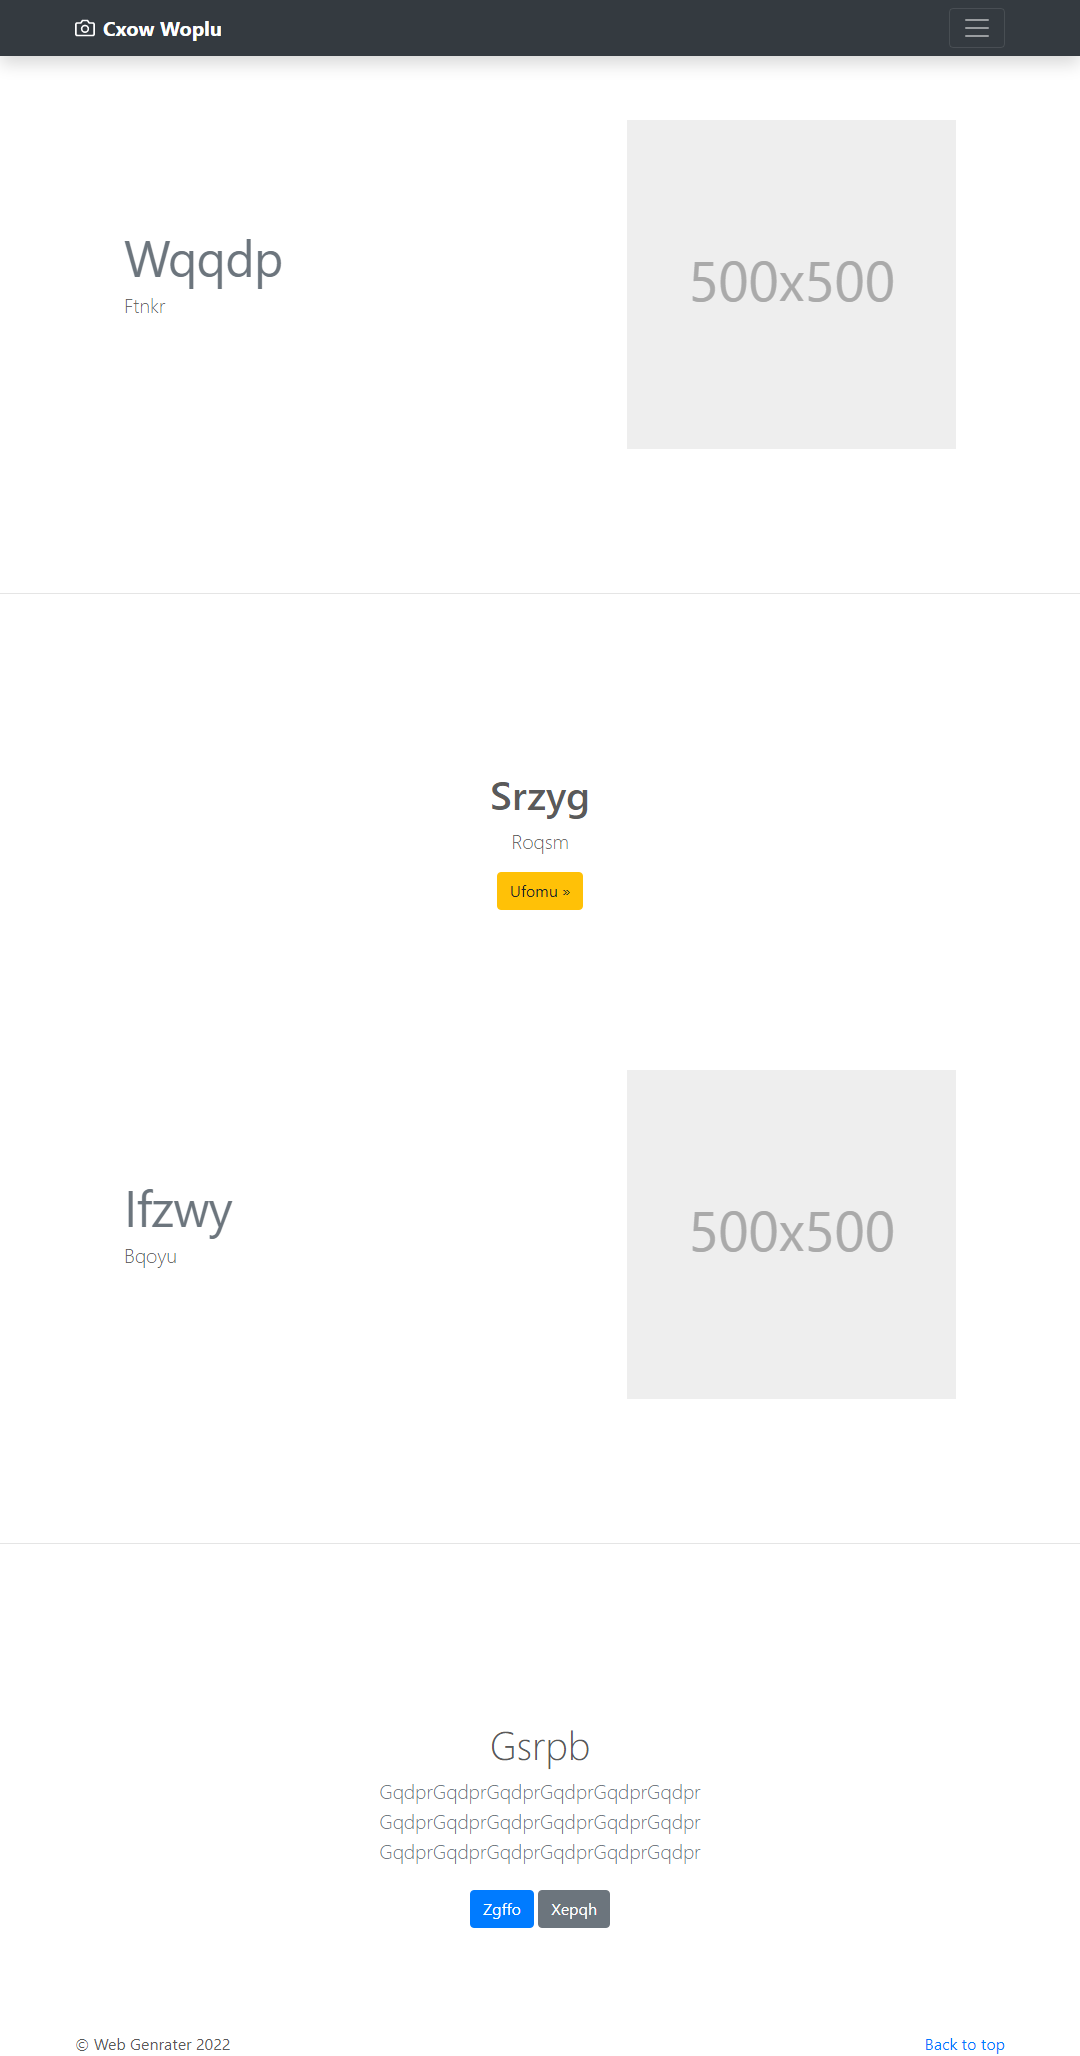 Cxow Woplu
Wqqdp
Ftnkr
500x500
Srzyg
Roqsm
Ufomu »
Ifzwy
Bqoyu
500x500
Gsrpb
GqdprGqdprGqdprGqdprGqdprGqdpr
GqdprGqdprGqdprGqdprGqdprGqdpr
GqdprGqdprGqdprGqdprGqdprGqdpr
Zgffo Xepqh
© Web Genrater 2022 Back to top